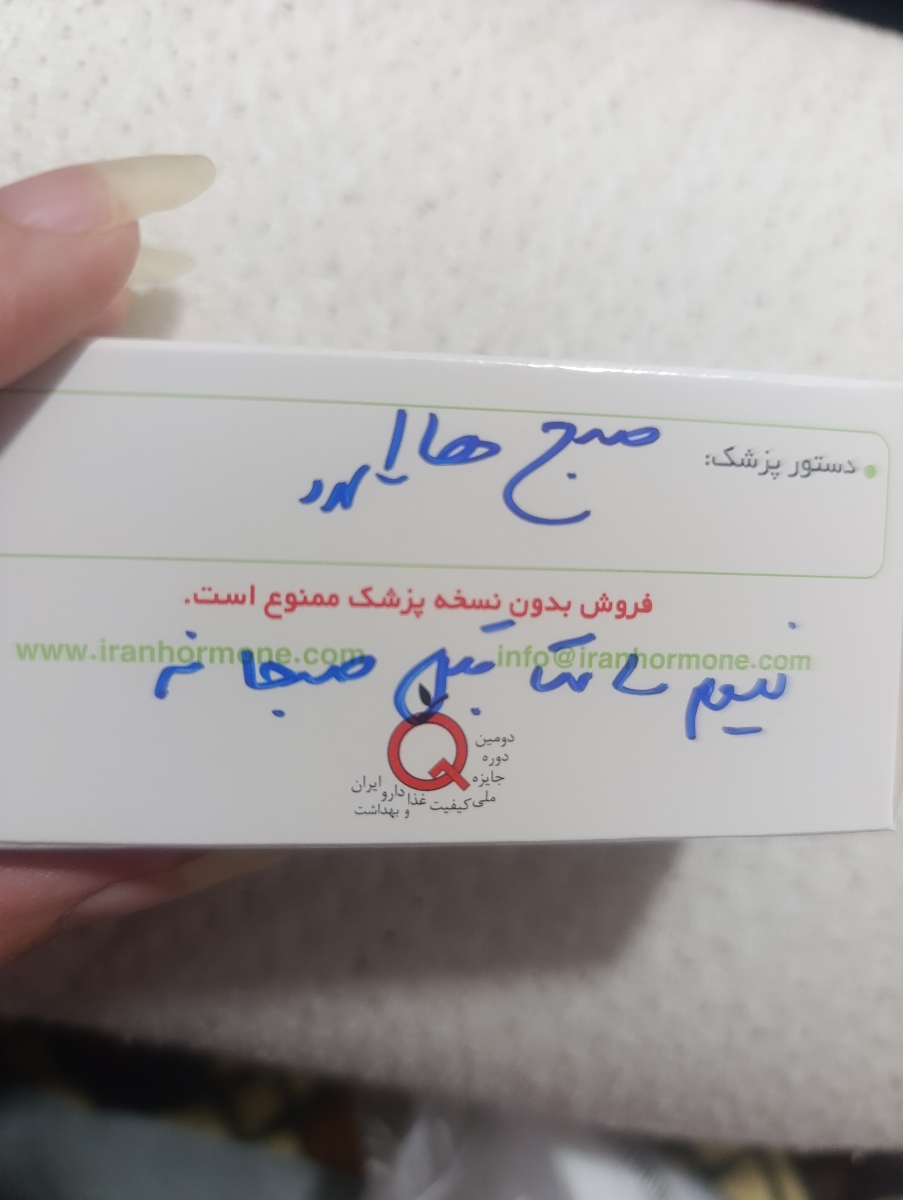 دستور پزشک:
صبح ها ۱ عدد
فروش بدون نسخه پزشک ممنوع است.
www.iranhormone.com info@iranhormone.com
نیم ساعت قبل صبحانه
دومین
دوره
جایزه
ملی کیفیت غذا دارو ایران
و بهداشت